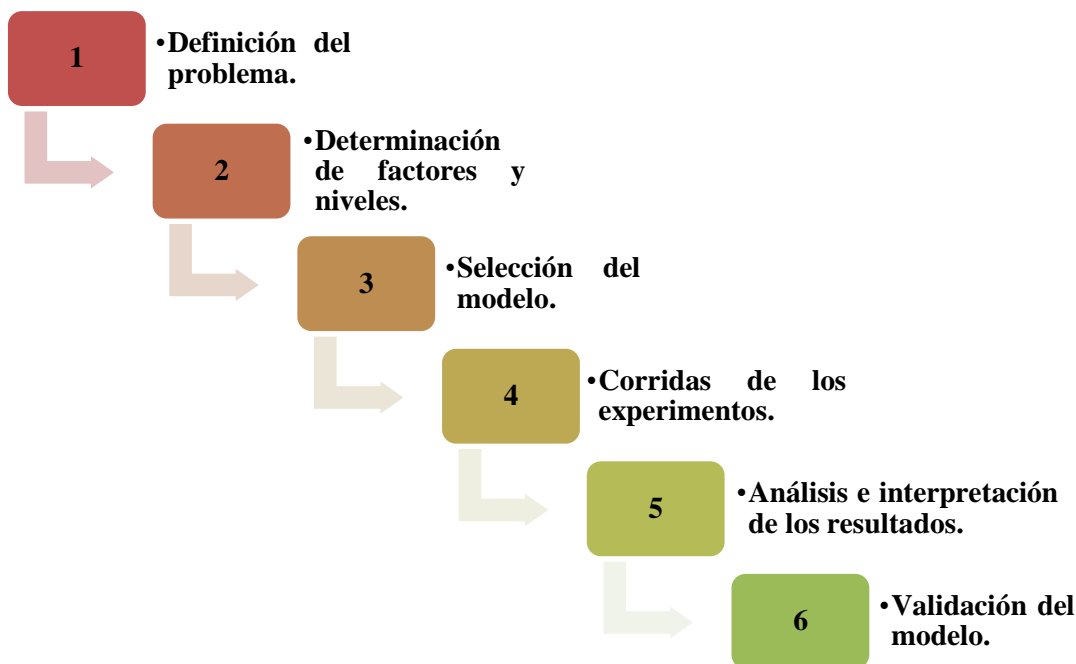 1
•Definición del
problema.
2
•Determinación
de factores y
niveles.
3
•Selección del
modelo.
4
•Corridas de los
experimentos.
5
•Análisis e interpretación
de los resultados.
6
•Validación del
modelo.